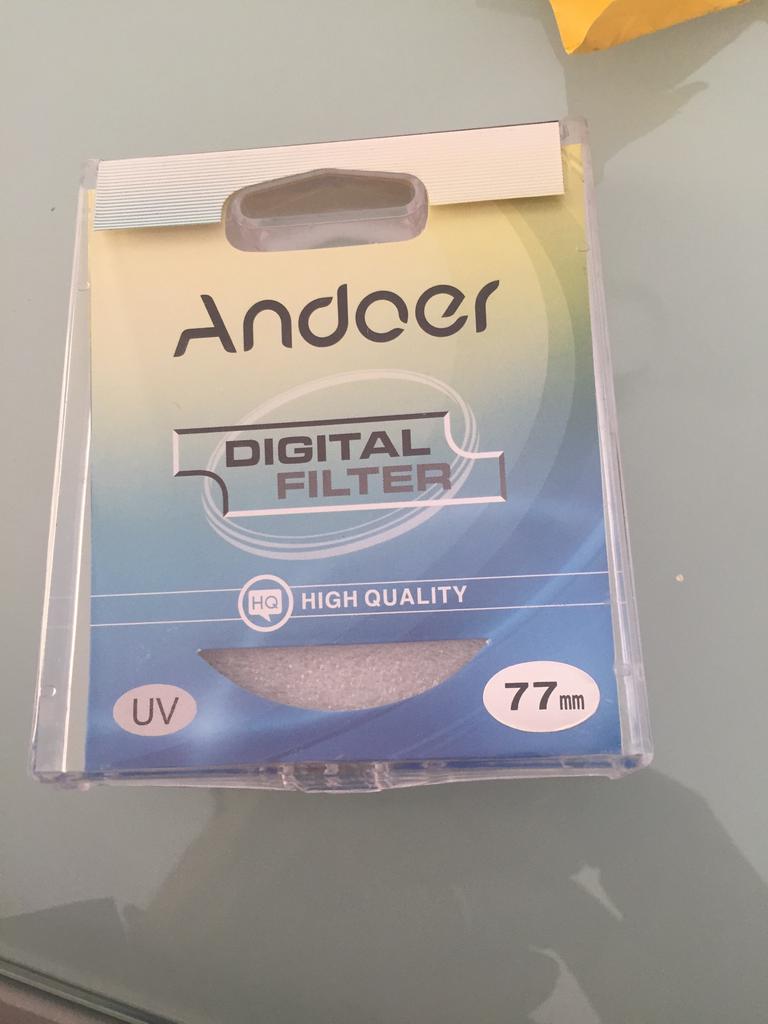 Andoer
DIGITAL
FILTER
HQ HIGH QUALITY
UV
77mm